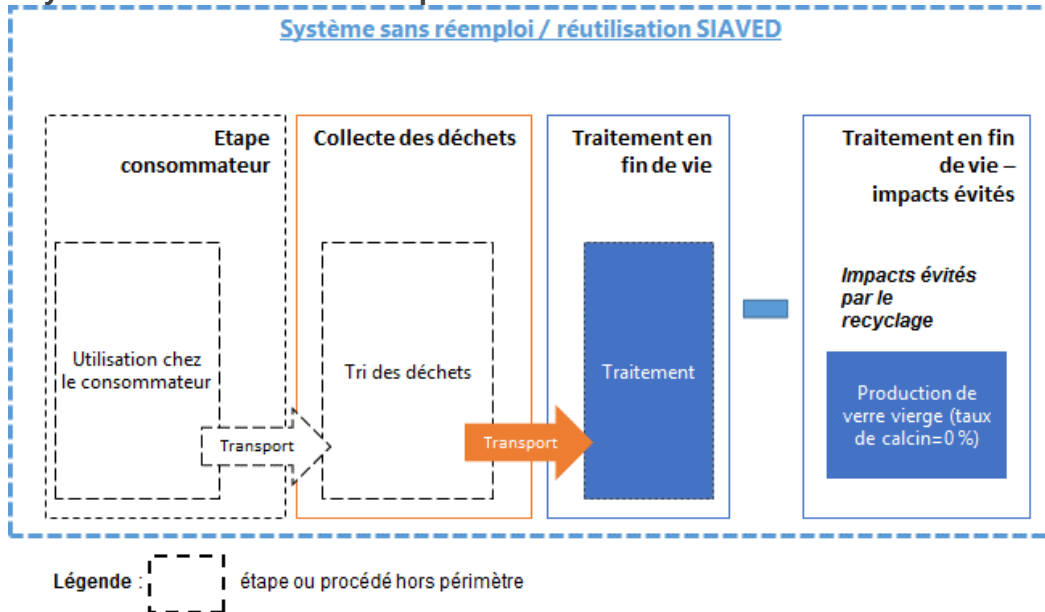 Système sans réemploi / réutilisation SIAVED
Etape
consommateur
Collecte des déchets
Traitement en
fin de vie
Traitement en fin
de vie –
impacts évités
Utilisation chez
le consommateur
Transport
Tri des déchets
Transport
Traitement
Impacts évités
par le
recyclage
Production de
verre vierge (taux
de calcin=0 %)
Légende :
étape ou procédé hors périmètre